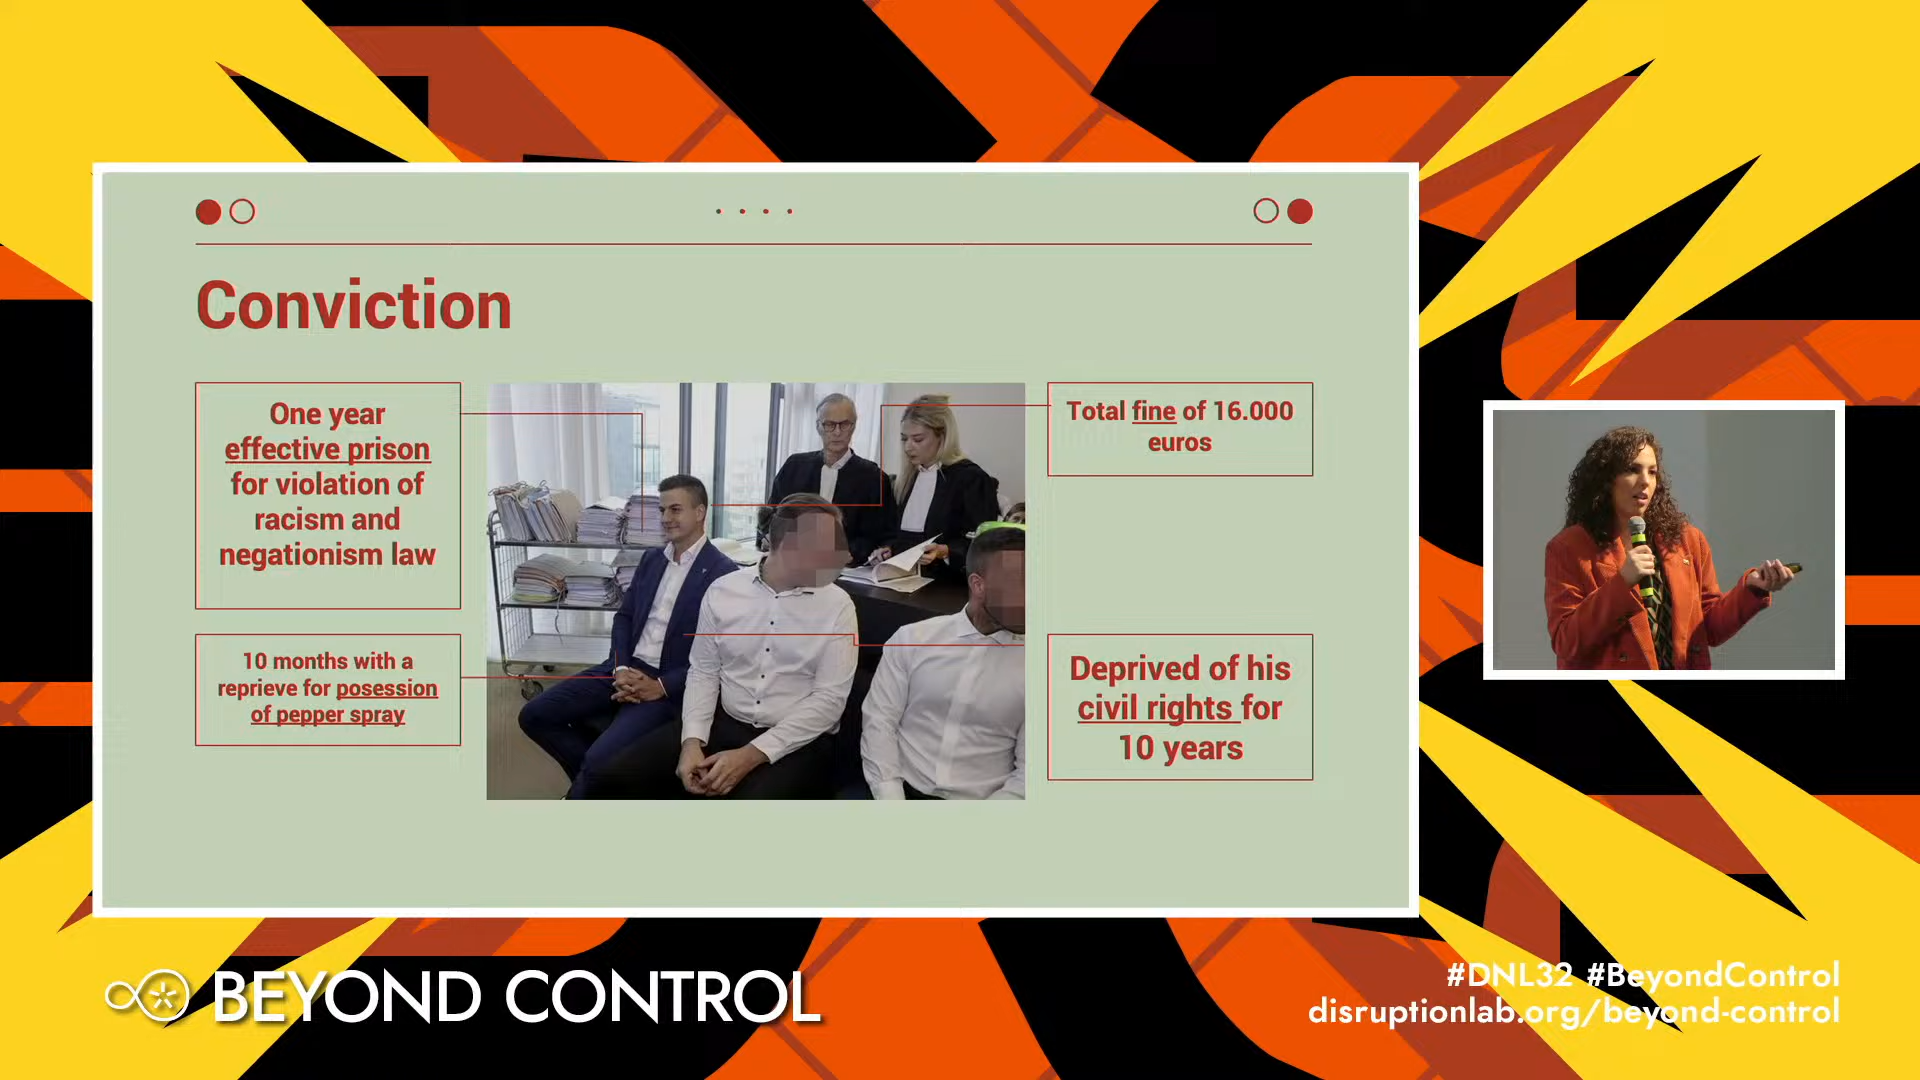 Conviction
One year
effective prison
for violation of
racism and
negationism law
Total fine of 16.000
euros
10 months with a
reprieve for posession
of pepper spray
Deprived of his
civil rights for
10 years
BEYOND CONTROL
#DNL32 #BeyondControl
disruptionlab.org/beyond-control